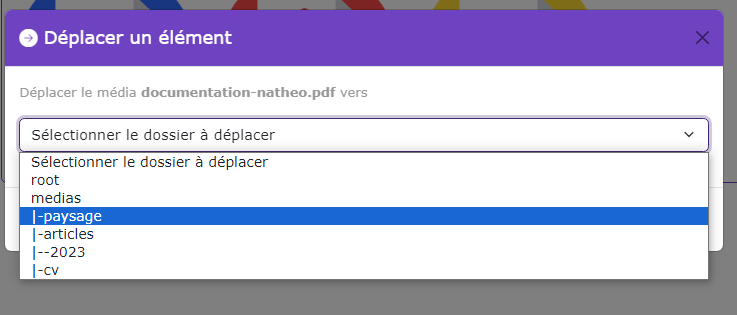 Déplacer un élément
Déplacer le média documentation-natheo.pdf vers
Sélectionner le dossier à déplacer
Sélectionner le dossier à déplacer
root
medias
|-paysage
|-articles
|--2023
|-cv